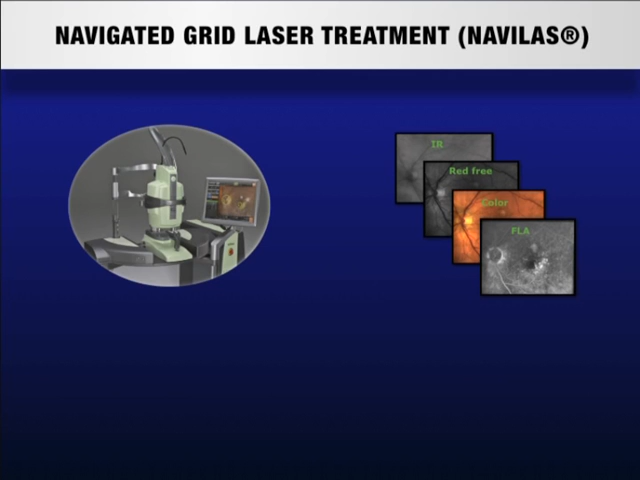 NAVIGATED GRID LASER TREATMENT (NAVILAS®)
IR
Red free
Color
FLA